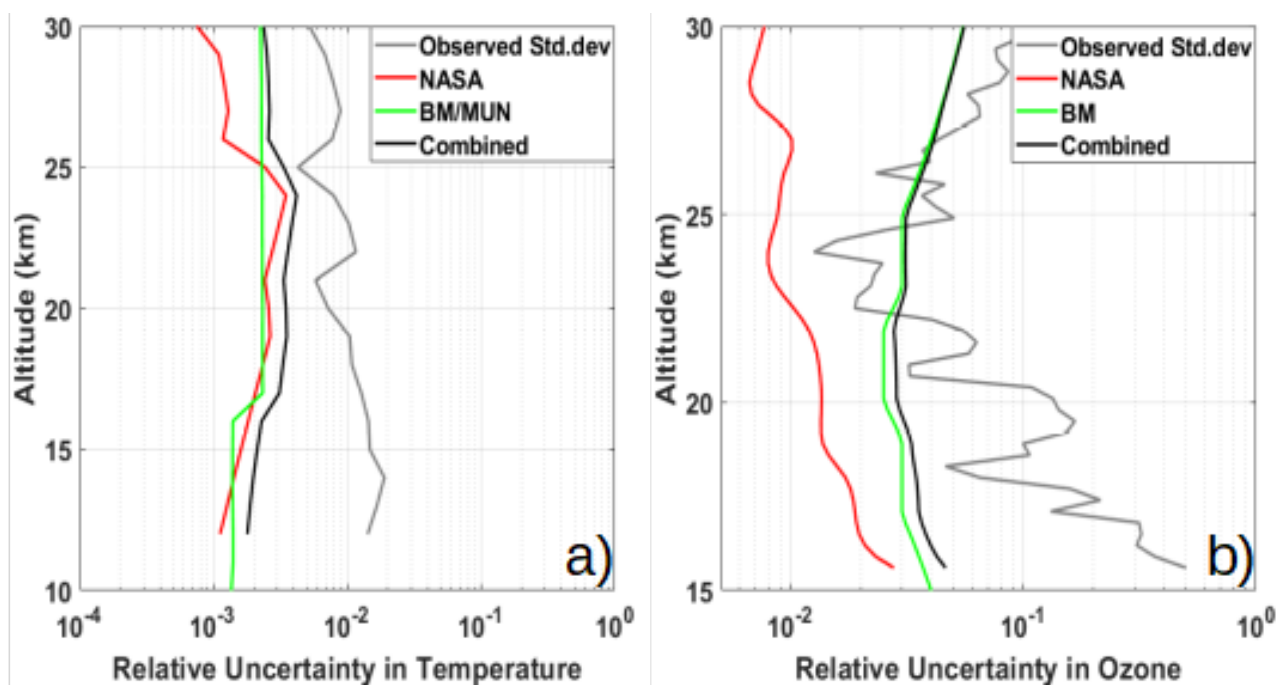 30
25
20
15
10
Altitude (km)
Observed Std.dev
NASA
BM/MUN
Combined
a)
10^-4
10^-3
10^-2
10^-1
10^0
Relative Uncertainty in Temperature
30
25
20
15
Altitude (km)
Observed Std.dev
NASA
BM
Combined
b)
10^-2
10^-1
10^0
Relative Uncertainty in Ozone